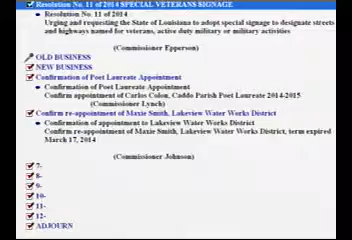 Resolution No. 11 of 2014 SPECIAL VETERANS SIGNAGE
Resolution No. 11 of 2014
Urging and requesting the State of Louisiana to adopt special signage to designate streets
and highways named for veterans, active duty military or military activities
(Commissioner Epperson)
OLD BUSINESS
NEW BUSINESS
Confirmation of Poet Laureate Appointment
Confirmation of Poet Laureate Appointment
Confirm appointment of Carlos Colon, Caddo Parish Poet Laureate 2014-2015
(Commissioner Lynch)
Confirm re-appointment of Maxie Smith, Lakeview Water Works District
Confirmation of appointment to Lakeview Water Works District
Confirm re-appointment of Maxie Smith, Lakeview Water Works District, term expired
March 17, 2014
(Commissioner Johnson)
7-
8-
9-
10-
11-
12-
ADJOURN